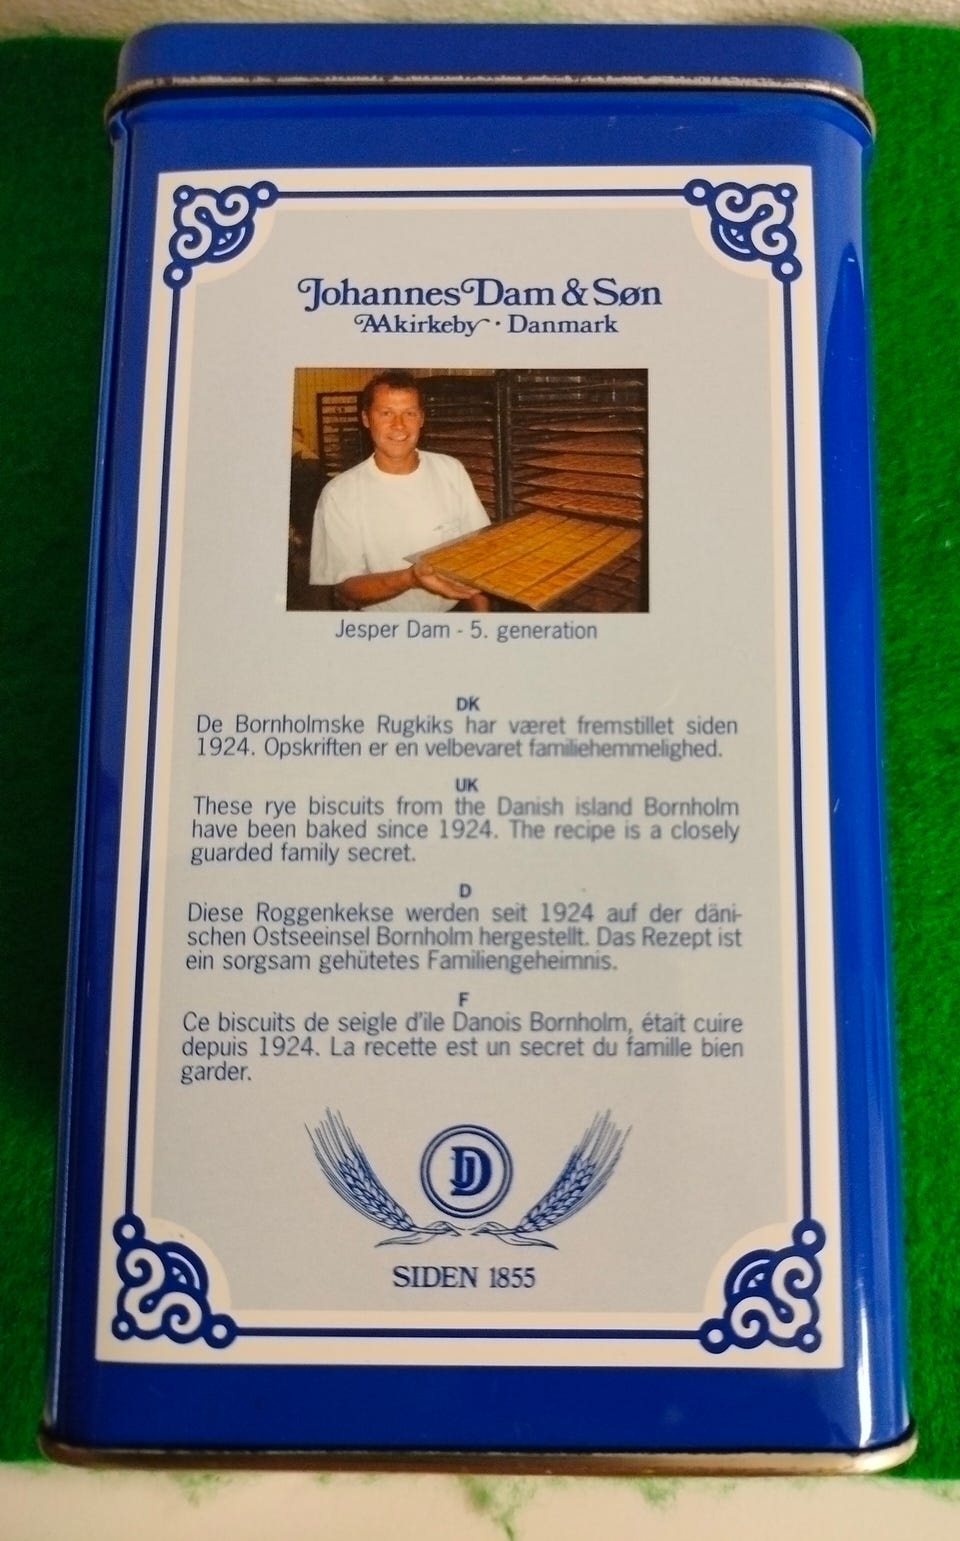 Johannes Dam & Søn
AAkirkeby · Danmark
Jesper Dam - 5. generation
DK
De Bornholmske Rugkiks har været fremstillet siden
1924. Opskriften er en velbevaret familiehemmelighed.
UK
These rye biscuits from the Danish island Bornholm
have been baked since 1924. The recipe is a closely
guarded family secret.
D
Diese Roggenkekse werden seit 1924 auf der däni-
schen Ostseeinsel Bornholm hergestellt. Das Rezept ist
ein sorgsam gehütetes Familiengeheimnis.
F
Ce biscuits de seigle d'ile Danois Bornholm, était cuire
depuis 1924. La recette est un secret du famille bien
garder.
JD
SIDEN 1855